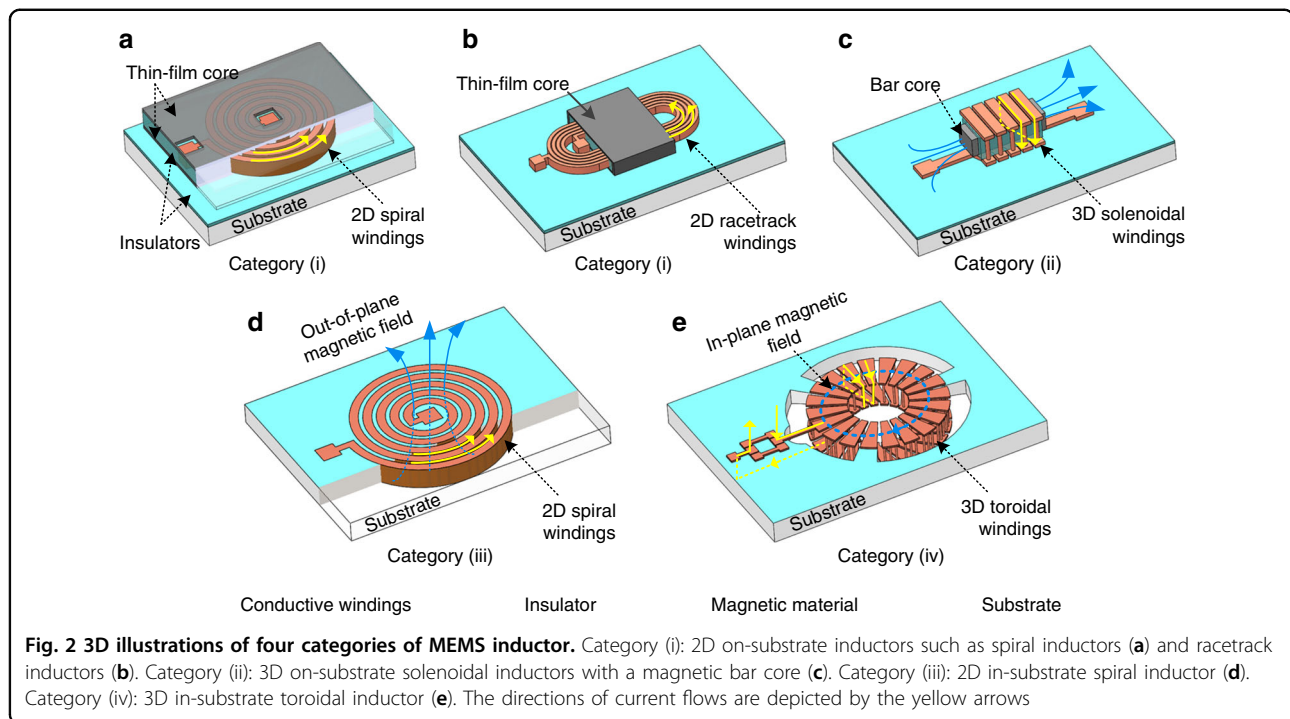 a
Thin-film core
Insulators
Substrate
2D spiral
windings
Category (i)
b
Thin-film core
Substrate
2D racetrack
windings
Category (i)
c
Bar core
Substrate
3D solenoidal
windings
Category (ii)
d
Out-of-plane
magnetic field
Substrate
2D spiral
windings
Category (iii)
e
In-plane magnetic
field
Substrate
3D toroidal
windings
Category (iv)
Conductive windings Insulator Magnetic material Substrate
Fig. 2 3D illustrations of four categories of MEMS inductor. Category (i): 2D on-substrate inductors such as spiral inductors (a) and racetrack
inductors (b). Category (ii): 3D on-substrate solenoidal inductors with a magnetic bar core (c). Category (iii): 2D in-substrate spiral inductor (d).
Category (iv): 3D in-substrate toroidal inductor (e). The directions of current flows are depicted by the yellow arrows